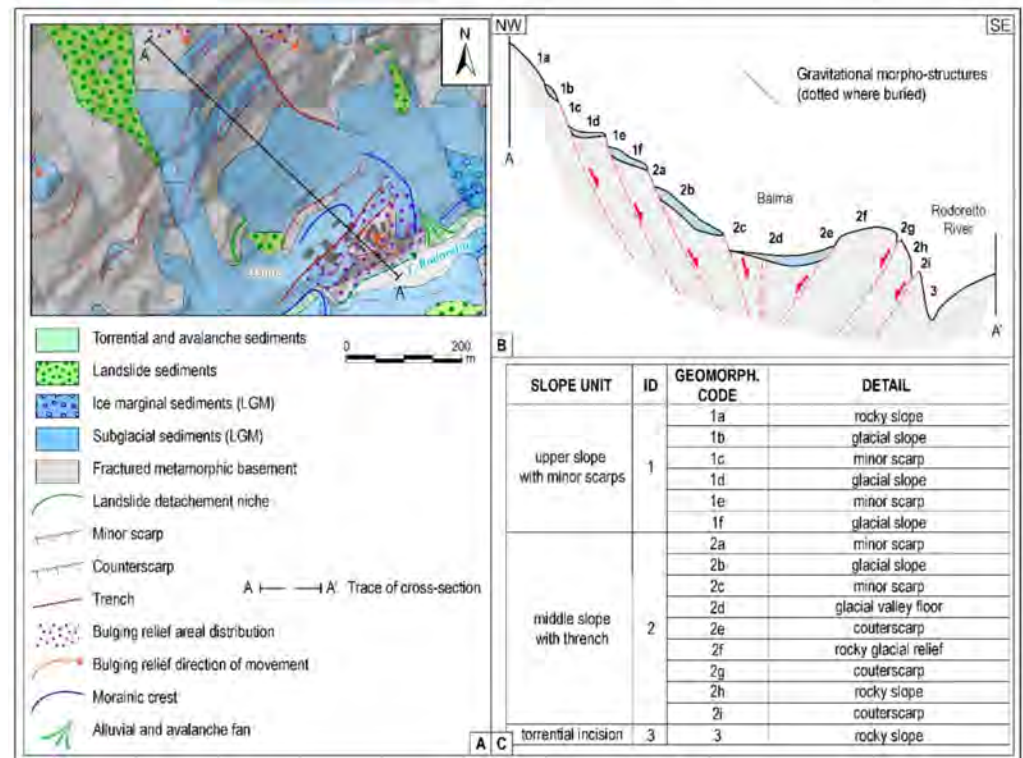 N
A
A'
200
0
m
Torrential and avalanche sediments
Landslide sediments
Ice marginal sediments (LGM)
Subglacial sediments (LGM)
Fractured metamorphic basement
Landslide detachement niche
Minor scarp
Counterscarp
A A' Trace of cross-section
Trench
Bulging relief areal distribution
Bulging relief direction of movement
Morainic crest
Alluvial and avalanche fan
A
NW
SE
Gravitational morpho-structures
(dotted where buried)
1a
1b
1c
1d
1e
1f
2a
2b
2c
2d
2e
2f
2g
2h
2i
3
Balma
Rodoretto
River
A
A'
B
SLOPE UNIT ID GEOMORPH. CODE DETAIL
upper slope with minor scarps 1
1a rocky slope
1b glacial slope
1c minor scarp
1d glacial slope
1e minor scarp
1f glacial slope
middle slope with thrench 2
2a minor scarp
2b glacial slope
2c minor scarp
2d glacial valley floor
2e couterscarp
2f rocky glacial relief
2g couterscarp
2h rocky slope
2i couterscarp
torrential incision 3 3 rocky slope
C